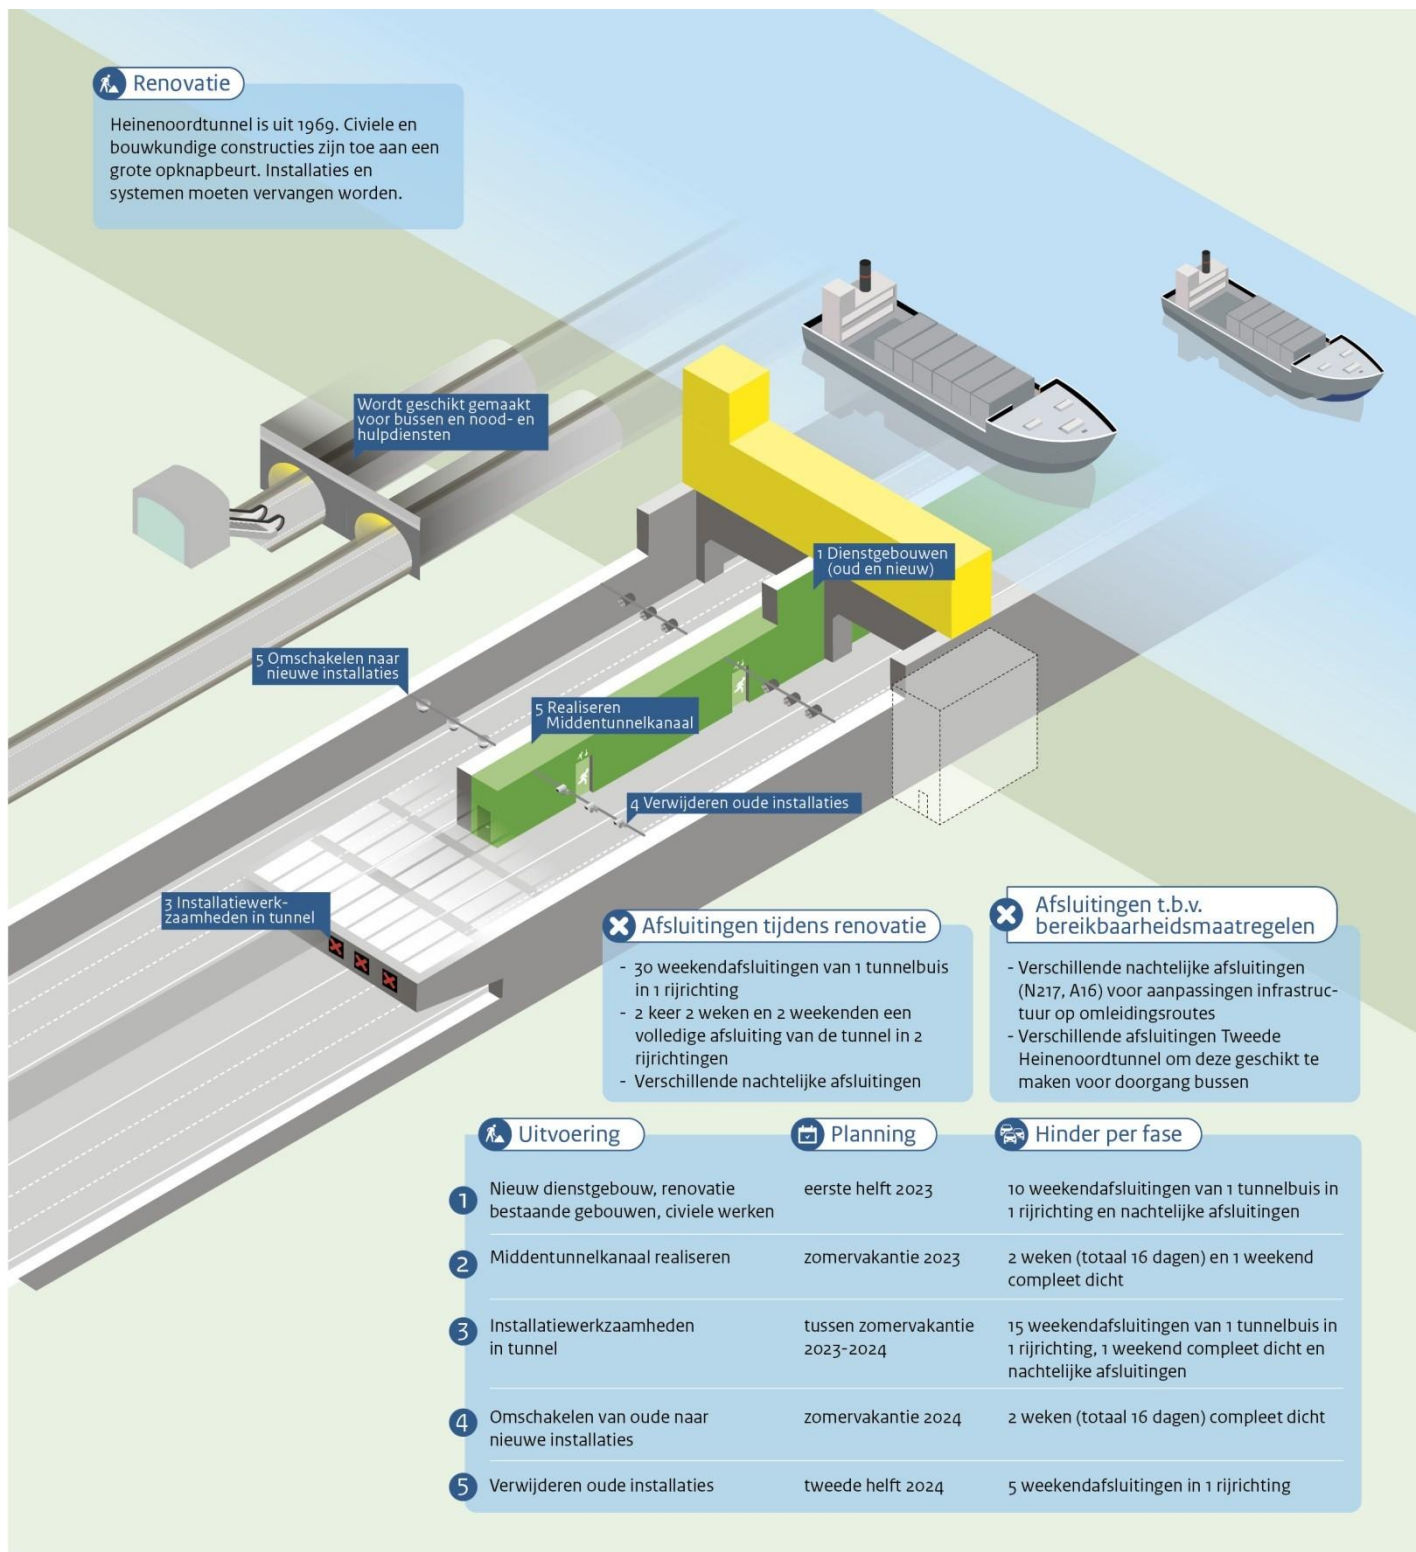 Renovatie
Heinenoordtunnel is uit 1969. Civiele en
bouwkundige constructies zijn toe aan een
grote opknapbeurt. Installaties en
systemen moeten vervangen worden.
Wordt geschikt gemaakt
voor bussen en nood- en
hulpdiensten
1 Dienstgebouwen
(oud en nieuw)
5 Omschakelen naar
nieuwe installaties
5 Realiseren
Middentunnelkanaal
4 Verwijderen oude installaties
3 Installatiewerk-
zaamheden in tunnel
Afsluitingen tijdens renovatie
- 30 weekendafsluitingen van 1 tunnelbuis
in 1 rijrichting
- 2 keer 2 weken en 2 weekenden een
volledige afsluiting van de tunnel in 2
rijrichtingen
- Verschillende nachtelijke afsluitingen
Afsluitingen t.b.v.
bereikbaarheidsmaatregelen
- Verschillende nachtelijke afsluitingen
(N217, A16) voor aanpassingen infrastruc-
tuur op omleidingsroutes
- Verschillende afsluitingen Tweede
Heinenoordtunnel om deze geschikt te
maken voor doorgang bussen
Uitvoering
Planning
Hinder per fase
1
Nieuw dienstgebouw, renovatie
bestaande gebouwen, civiele werken
eerste helft 2023
10 weekendafsluitingen van 1 tunnelbuis in
1 rijrichting en nachtelijke afsluitingen
2
Middentunnelkanaal realiseren
zomervakantie 2023
2 weken (totaal 16 dagen) en 1 weekend
compleet dicht
3
Installatiewerkzaamheden
in tunnel
tussen zomervakantie
2023-2024
15 weekendafsluitingen van 1 tunnelbuis in
1 rijrichting, 1 weekend compleet dicht en
nachtelijke afsluitingen
4
Omschakelen van oude naar
nieuwe installaties
zomervakantie 2024
2 weken (totaal 16 dagen) compleet dicht
5
Verwijderen oude installaties
tweede helft 2024
5 weekendafsluitingen in 1 rijrichting